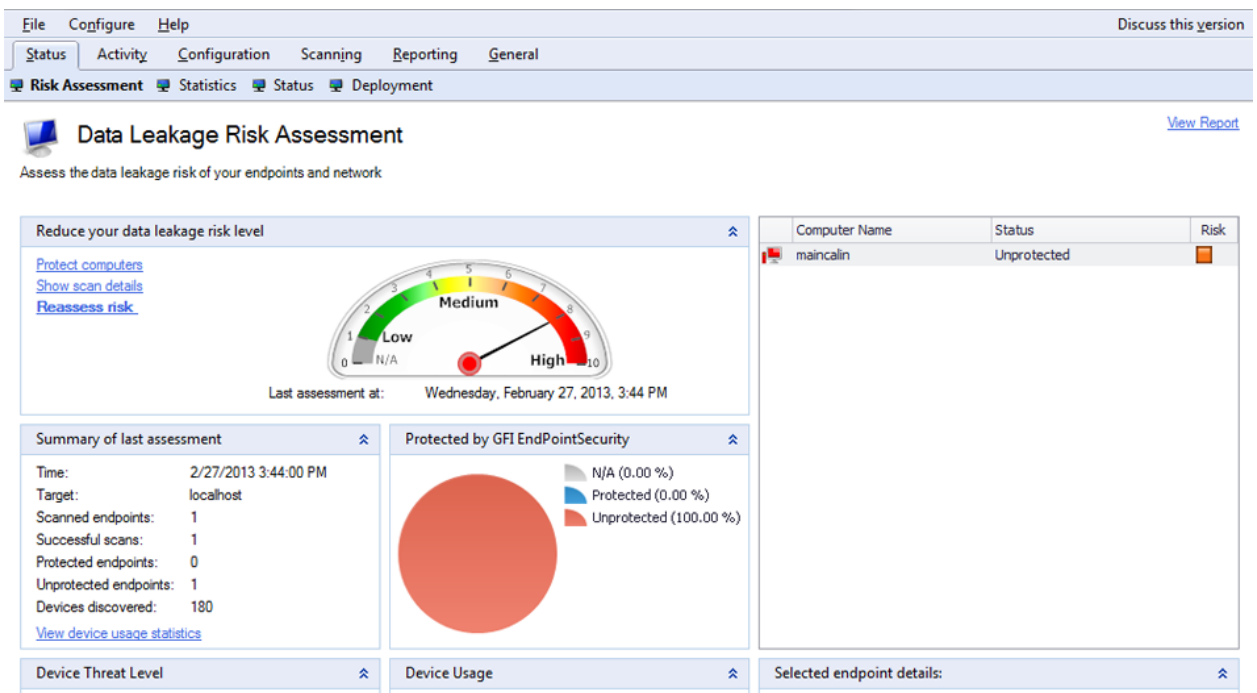 File Configure Help Discuss this version
Status Activity Configuration Scanning Reporting General
Risk Assessment Statistics Status Deployment
Data Leakage Risk Assessment
View Report
Assess the data leakage risk of your endpoints and network
Reduce your data leakage risk level
Protect computers
Show scan details
Reassess risk
0 1 2 3 4 5 6 7 8 9 10
N/A Low Medium High
Last assessment at: Wednesday, February 27, 2013, 3:44 PM
Computer Name Status Risk
maincalin Unprotected
Summary of last assessment
Time: 2/27/2013 3:44:00 PM
Target: localhost
Scanned endpoints: 1
Successful scans: 1
Protected endpoints: 0
Unprotected endpoints: 1
Devices discovered: 180
View device usage statistics
Protected by GFI EndPointSecurity
N/A (0.00 %)
Protected (0.00 %)
Unprotected (100.00 %)
Device Threat Level
Device Usage
Selected endpoint details: